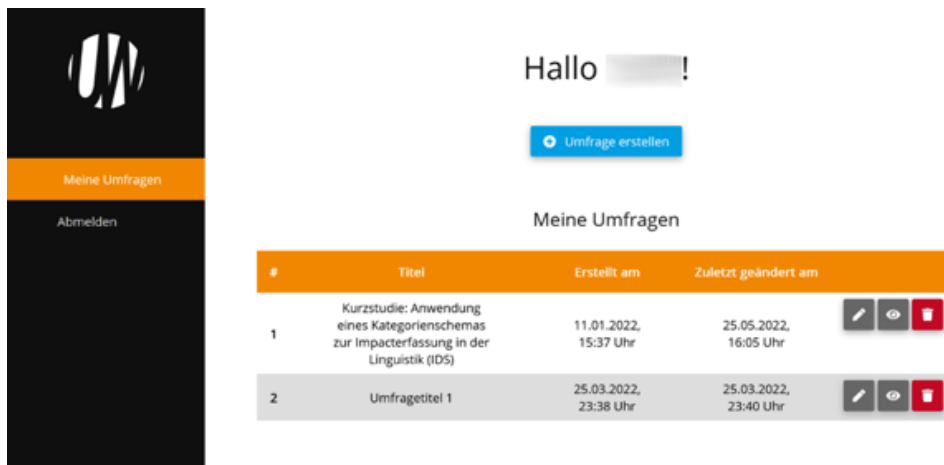 UW
Hallo !
Umfrage erstellen
Meine Umfragen
Abmelden
Meine Umfragen
# Titel Erstellt am Zuletzt geändert am
1 Kurzstudie: Anwendung eines Kategorienschemas zur Impacterfassung in der Linguistik (IDS) 11.01.2022, 15:37 Uhr 25.05.2022, 16:05 Uhr
2 Umfragetitel 1 25.03.2022, 23:38 Uhr 25.03.2022, 23:40 Uhr